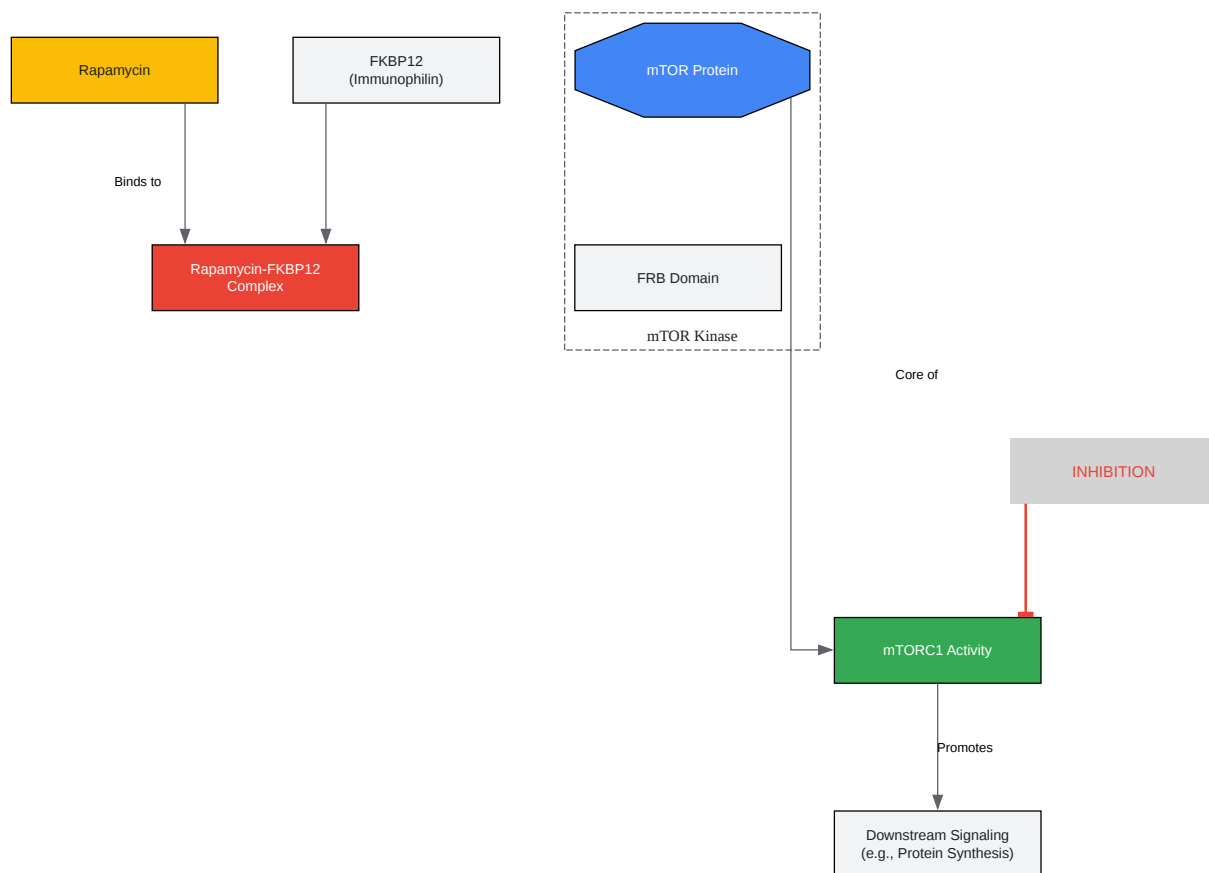 Rapamycin
FKBP12
(Immunophilin)
mTOR Protein
Binds to
Rapamycin-FKBP12
Complex
FRB Domain
mTOR Kinase
Core of
INHIBITION
mTORC1 Activity
Promotes
Downstream Signaling
(e.g., Protein Synthesis)